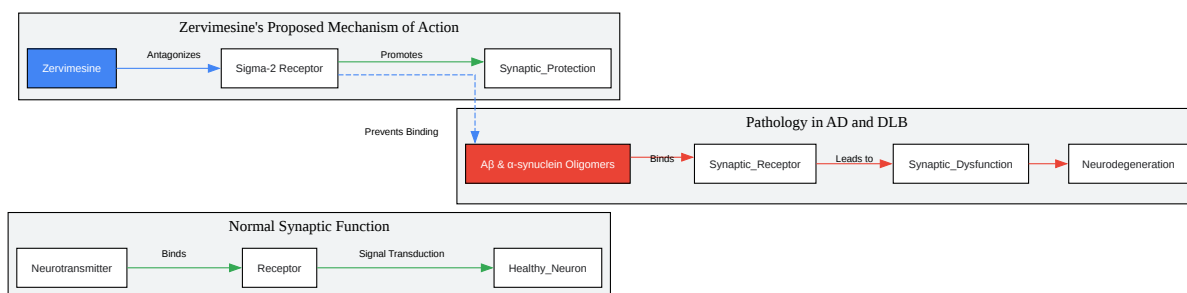 Zervimesine's Proposed Mechanism of Action
Zervimesine
Antagonizes
Sigma-2 Receptor
Promotes
Synaptic_Protection
Prevents Binding
Pathology in AD and DLB
Aβ & α-synuclein Oligomers
Binds
Synaptic_Receptor
Leads to
Synaptic_Dysfunction
Neurodegeneration
Normal Synaptic Function
Neurotransmitter
Binds
Receptor
Signal Transduction
Healthy_Neuron